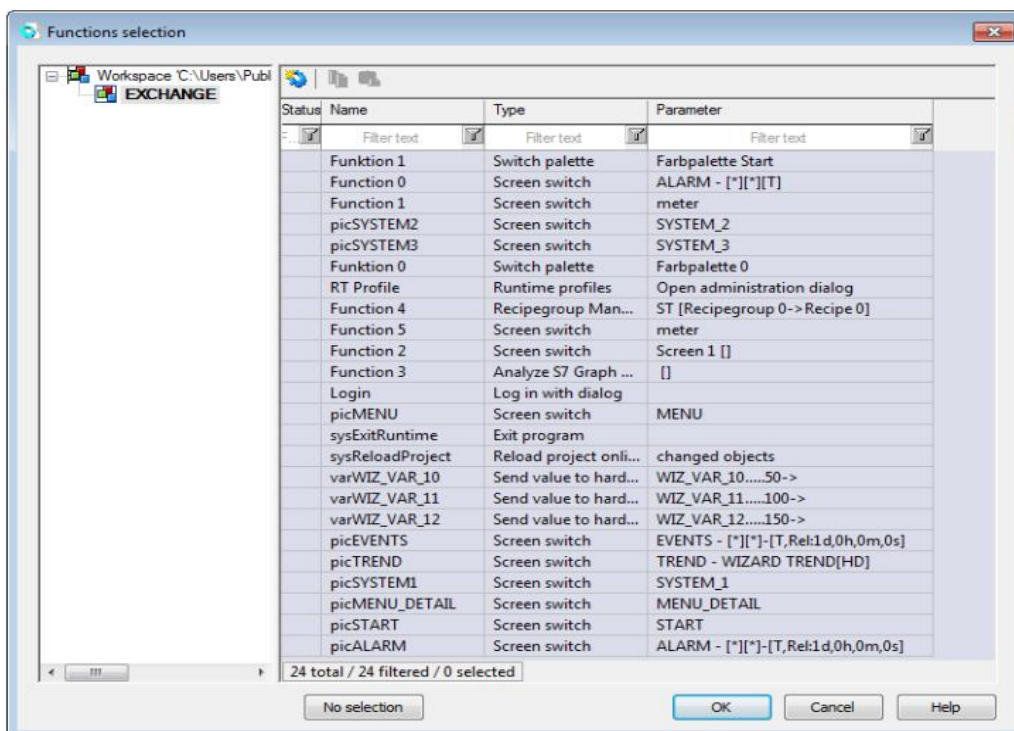 Functions selection
Workspace 'C:\Users\Publ
EXCHANGE
Status Name Type Parameter
F... Filter text Filter text Filter text
Funktion 1 Switch palette Farbpalette Start
Function 0 Screen switch ALARM - [*][*][T]
Function 1 Screen switch meter
picSYSTEM2 Screen switch SYSTEM_2
picSYSTEM3 Screen switch SYSTEM_3
Funktion 0 Switch palette Farbpalette 0
RT Profile Runtime profiles Open administration dialog
Function 4 Recipegroup Man... ST [Recipegroup 0->Recipe 0]
Function 5 Screen switch meter
Function 2 Screen switch Screen 1 []
Function 3 Analyze S7 Graph ... []
Login Log in with dialog
picMENU Screen switch MENU
sysExitRuntime Exit program
sysReloadProject Reload project onli... changed objects
varWIZ_VAR_10 Send value to hard... WIZ_VAR_10.....50->
varWIZ_VAR_11 Send value to hard... WIZ_VAR_11.....100->
varWIZ_VAR_12 Send value to hard... WIZ_VAR_12.....150->
picEVENTS Screen switch EVENTS - [*][*]-[T,Rel:1d,0h,0m,0s]
picTREND Screen switch TREND - WIZARD TREND[HD]
picSYSTEM1 Screen switch SYSTEM_1
picMENU_DETAIL Screen switch MENU_DETAIL
picSTART Screen switch START
picALARM Screen switch ALARM - [*][*]-[T,Rel:1d,0h,0m,0s]
24 total / 24 filtered / 0 selected
No selection OK Cancel Help